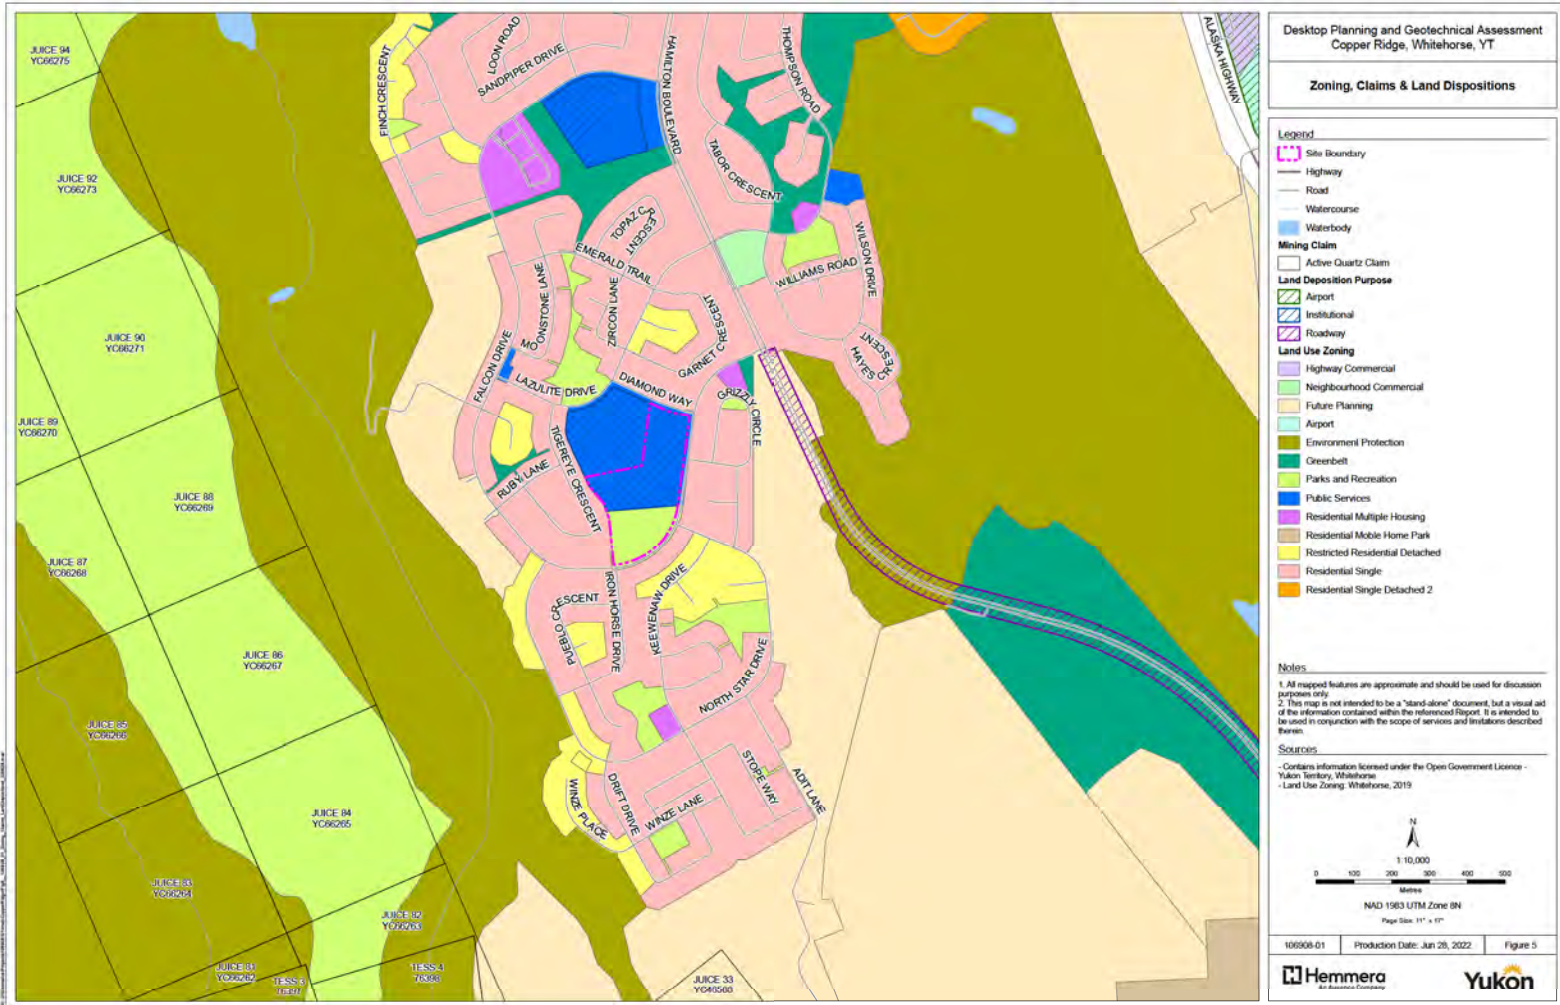 JUICE 94
YC66275
JUICE 92
YC66273
JUICE 90
YC66271
JUICE 89
YC66270
JUICE 88
YC66269
JUICE 87
YC66268
JUICE 86
YC66267
JUICE 85
YC66266
JUICE 84
YC66265
JUICE 83
YC66264
JUICE 82
YC66263
JUICE 81
YC66262
TESS 3
TESS 4
76398
JUICE 33
FINCH CRESCENT
LOON ROAD
SANDPIPER DRIVE
HAMILTON BOULEVARD
THOMPSON ROAD
ALASKA HIGHWAY
TABOR CRESCENT
TOPAZ CRESCENT
EMERALD TRAIL
WILSON DRIVE
WILLIAMS ROAD
MOONSTONE LANE
ZIRCON LANE
GARNET CRESCENT
HAYES CRESCENT
FALCON DRIVE
LAZULITE DRIVE
DIAMOND WAY
GRIZZLY CIRCLE
TIGEREYE CRESCENT
RUBY LANE
PUEBLO CRESCENT
IRON HORSE DRIVE
KEEWENAW DRIVE
NORTH STAR DRIVE
STOPE WAY
ADIT LANE
WINZE PLACE
DRIFT DRIVE
WINZE LANE
Desktop Planning and Geotechnical Assessment
Copper Ridge, Whitehorse, YT
Zoning, Claims & Land Dispositions
Legend
Site Boundary
Highway
Road
Watercourse
Waterbody
Mining Claim
Active Quartz Claim
Land Deposition Purpose
Airport
Institutional
Roadway
Land Use Zoning
Highway Commercial
Neighbourhood Commercial
Future Planning
Airport
Environment Protection
Greenbelt
Parks and Recreation
Public Services
Residential Multiple Housing
Residential Moble Home Park
Restricted Residential Detached
Residential Single
Residential Single Detached 2
Notes
1. All mapped features are approximate and should be used for discussion
purposes only.
2. This map is not intended to be a "stand-alone" document, but a visual aid
of the information contained within the referenced Report. It is intended to
be used in conjunction with the scope of services and limitations described
therein.
Sources
- Contains information licensed under the Open Government Licence -
Yukon Territory, Whitehorse
- Land Use Zoning: Whitehorse, 2019
N
1:10,000
0 100 200 300 400 500
Metres
NAD 1983 UTM Zone 8N
Page Size: 11" x 17"
106908-01 Production Date: Jun 28, 2022 Figure 5
Hemmera
An Ausenco Company
Yukon